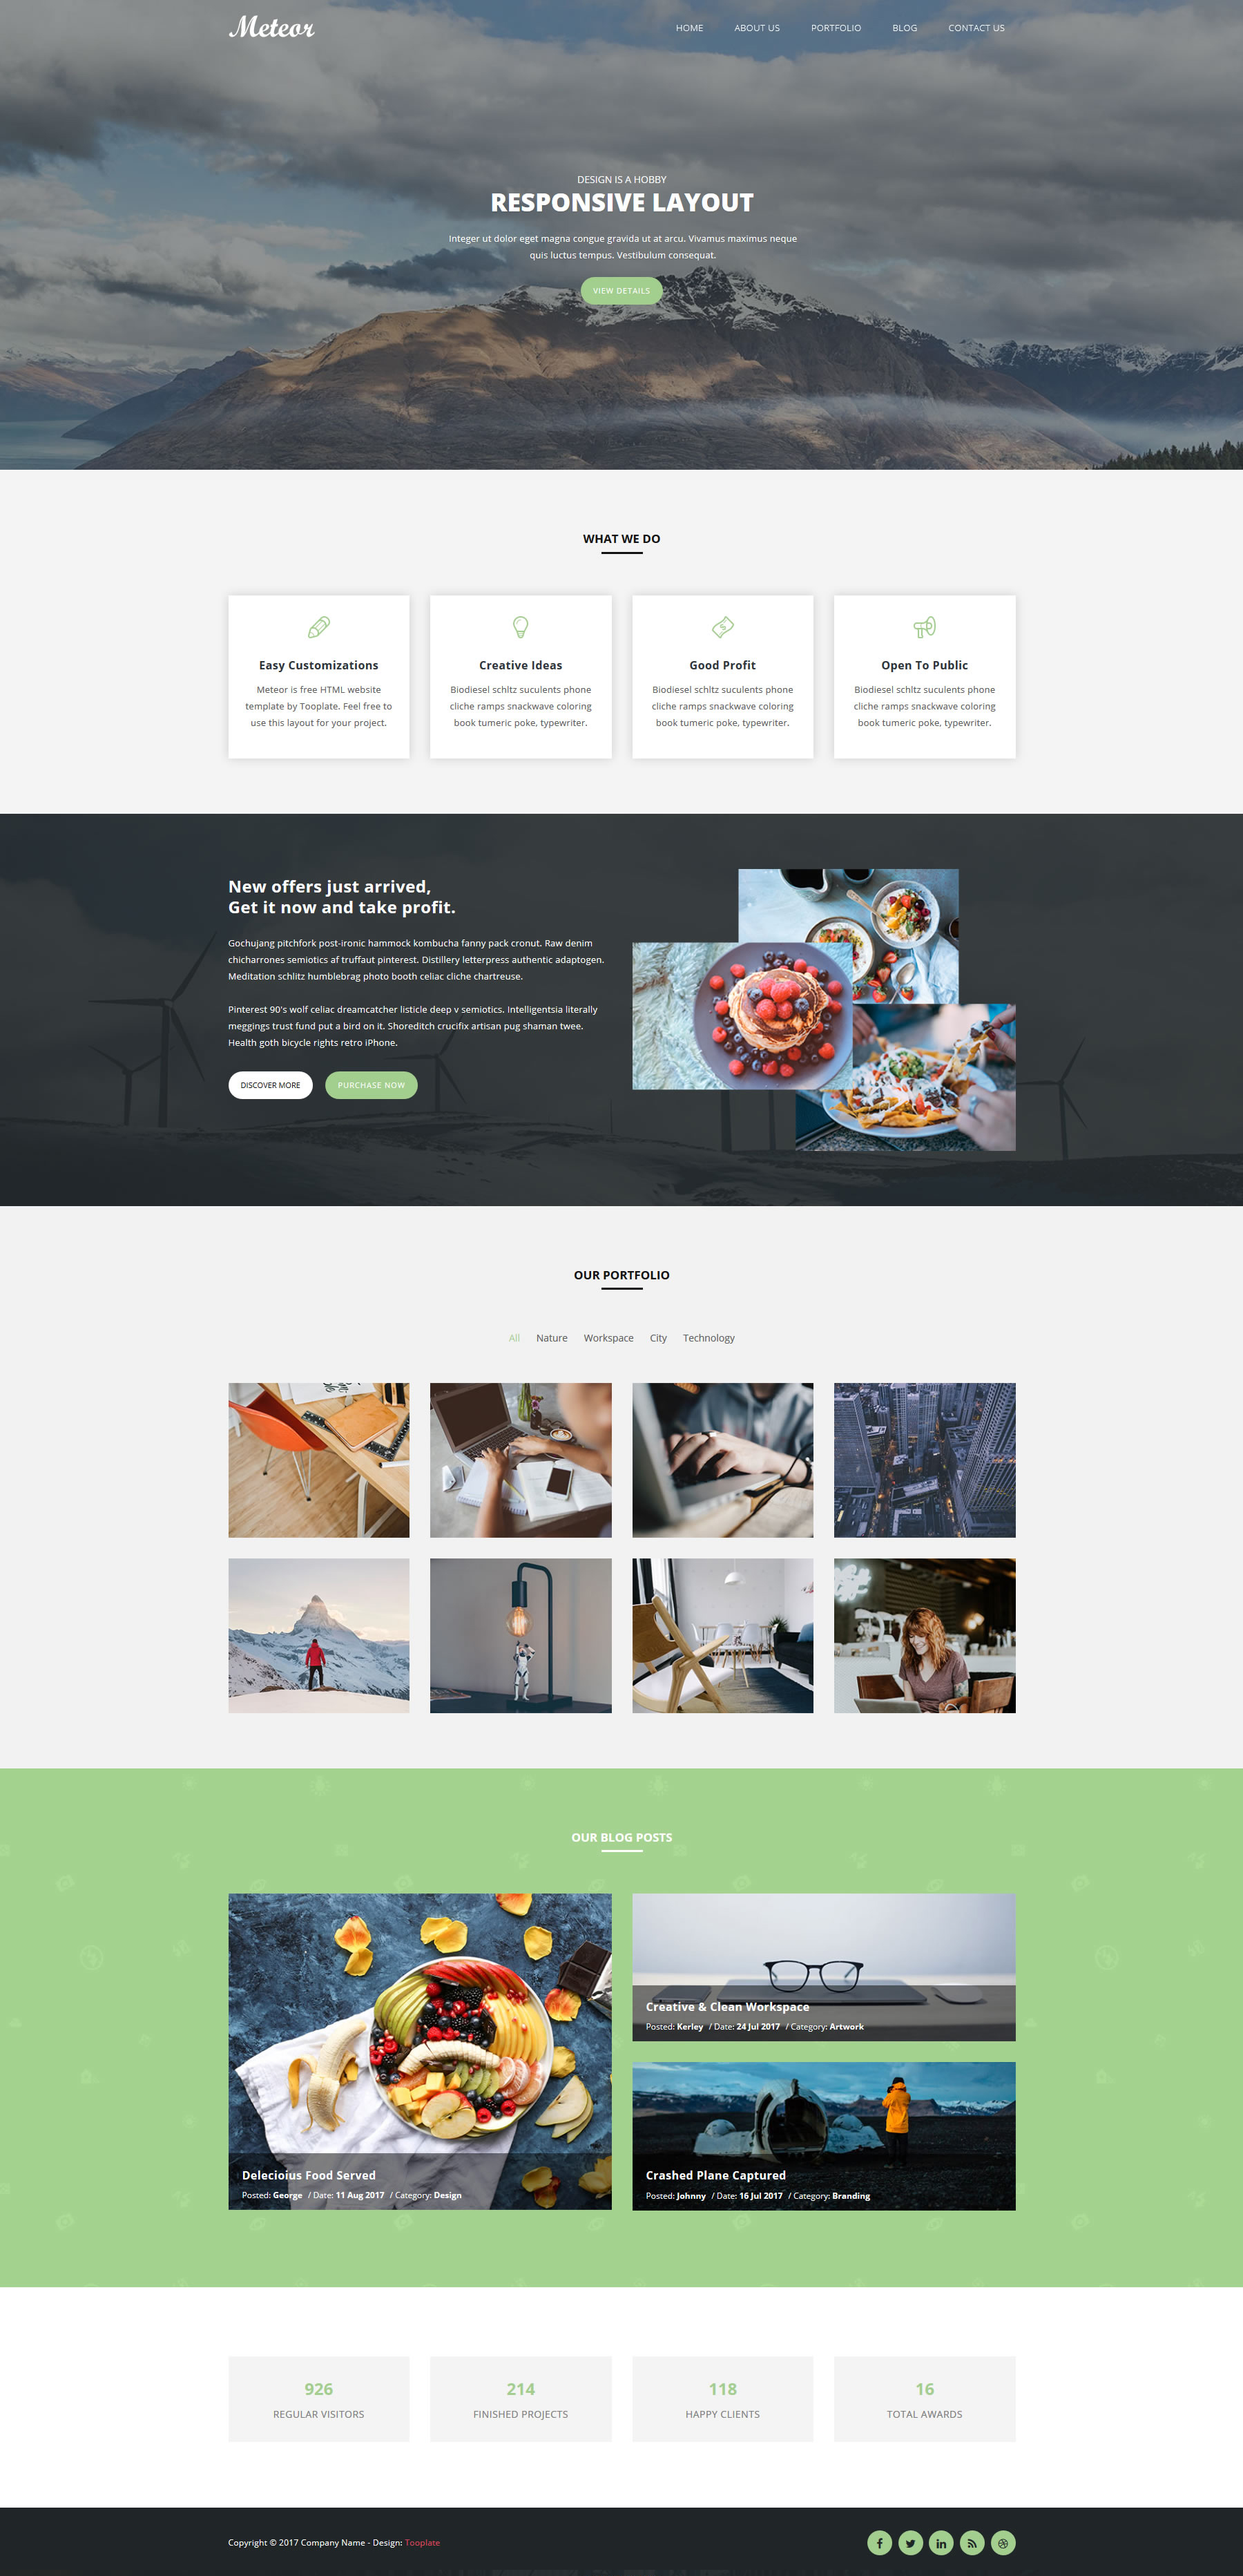 Meteor
HOME ABOUT US PORTFOLIO BLOG CONTACT US
DESIGN IS A HOBBY
RESPONSIVE LAYOUT
Integer ut dolor eget magna congue gravida ut at arcu. Vivamus maximus neque
quis luctus tempus. Vestibulum consequat.
VIEW DETAILS
WHAT WE DO
Easy Customizations
Meteor is free HTML website
template by Tooplate. Feel free to
use this layout for your project.
Creative Ideas
Biodiesel schltz suculents phone
cliche ramps snackwave coloring
book tumeric poke, typewriter.
Good Profit
Biodiesel schltz suculents phone
cliche ramps snackwave coloring
book tumeric poke, typewriter.
Open To Public
Biodiesel schltz suculents phone
cliche ramps snackwave coloring
book tumeric poke, typewriter.
New offers just arrived,
Get it now and take profit.
Gochujang pitchfork post-ironic hammock kombucha fanny pack cronut. Raw denim
chicharrones semiotics af truffaut pinterest. Distillery letterpress authentic adaptogen.
Meditation schlitz humblebrag photo booth celiac cliche chartreuse.
Pinterest 90's wolf celiac dreamcatcher listicle deep v semiotics. Intelligentsia literally
meggings trust fund put a bird on it. Shoreditch crucifix artisan pug shaman twee.
Health goth bicycle rights retro iPhone.
DISCOVER MORE PURCHASE NOW
OUR PORTFOLIO
All Nature Workspace City Technology
OUR BLOG POSTS
Delecioius Food Served
Posted: George / Date: 11 Aug 2017 / Category: Design
Creative & Clean Workspace
Posted: Kerley / Date: 24 Jul 2017 / Category: Artwork
Crashed Plane Captured
Posted: Johnny / Date: 16 Jul 2017 / Category: Branding
926
REGULAR VISITORS
214
FINISHED PROJECTS
118
HAPPY CLIENTS
16
TOTAL AWARDS
Copyright © 2017 Company Name - Design: Tooplate